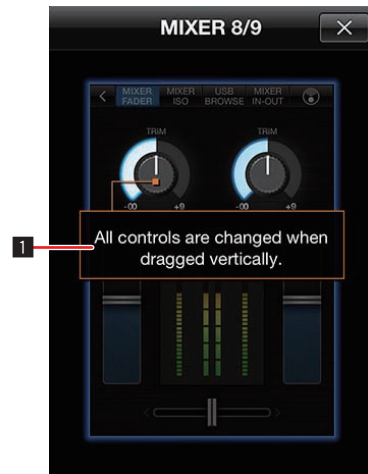 MIXER 8/9
MIXER FADER
MIXER ISO
USB BROWSE
MIXER IN-OUT
TRIM
TRIM
-∞ +9
-∞ +9
1
All controls are changed when
dragged vertically.